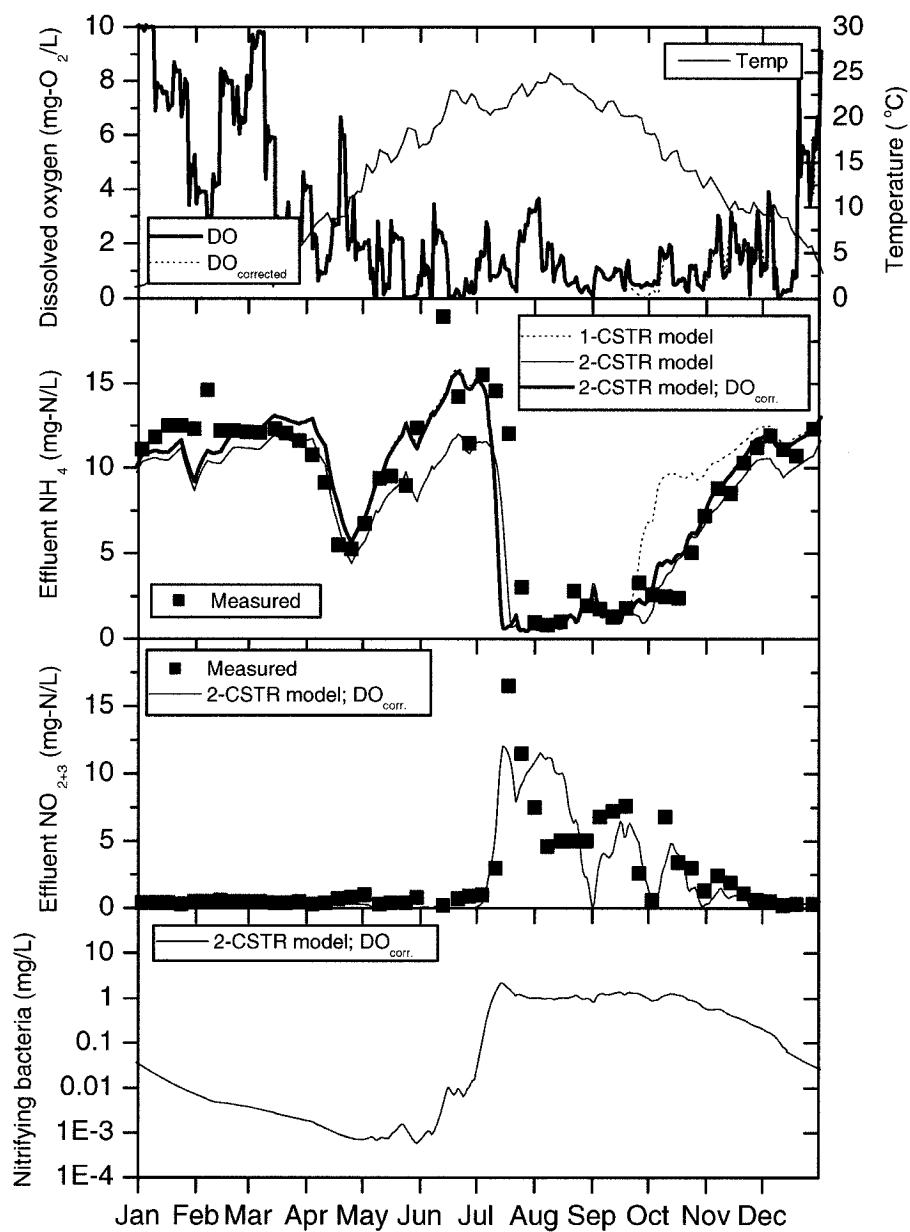 Dissolved oxygen (mg-O2/L)
10
8
6
4
2
0
Temp
DO
DOcorrected
30
25
20
15
10
5
0
Temperature (°C)
Effluent NH4 (mg-N/L)
15
10
5
0
1-CSTR model
2-CSTR model
2-CSTR model; DOcorr.
Measured
Effluent NO2+3 (mg-N/L)
15
10
5
0
Measured
2-CSTR model; DOcorr.
Nitrifying bacteria (mg/L)
10
1
0.1
0.01
1E-3
1E-4
2-CSTR model; DOcorr.
Jan Feb Mar Apr May Jun Jul Aug Sep Oct Nov Dec